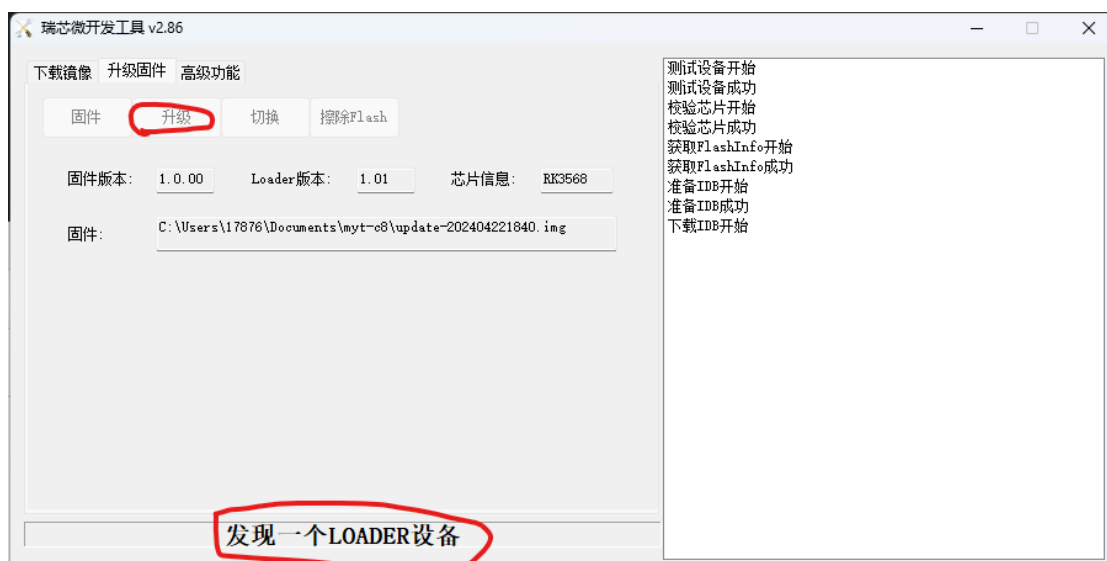 瑞芯微开发工具 v2.86
下载镜像 升级固件 高级功能
固件 升级 切换 擦除Flash
固件版本: 1.0.00 Loader版本: 1.01 芯片信息: RK3568
固件: C:\Users\17876\Documents\myt-c8\update-202404221840.img
发现一个LOADER设备
测试设备开始
测试设备成功
校验芯片开始
校验芯片成功
获取FlashInfo开始
获取FlashInfo成功
准备IDB开始
准备IDB成功
下载IDB开始